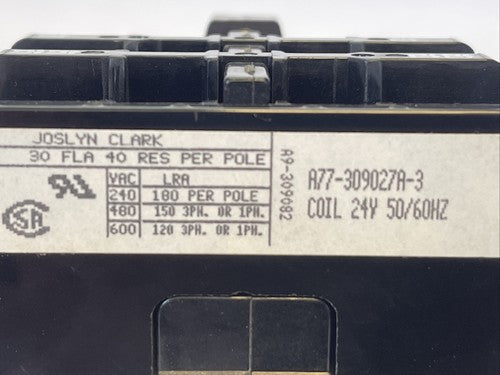 JOSLYN CLARK
30 FLA 40 RES PER POLE
VAC LRA
240 180 PER POLE
480 150 3PH. OR 1PH.
600 120 3PH. OR 1PH.
SA
A9-309082
A77-309027A-3
COIL 24V 50/60HZ